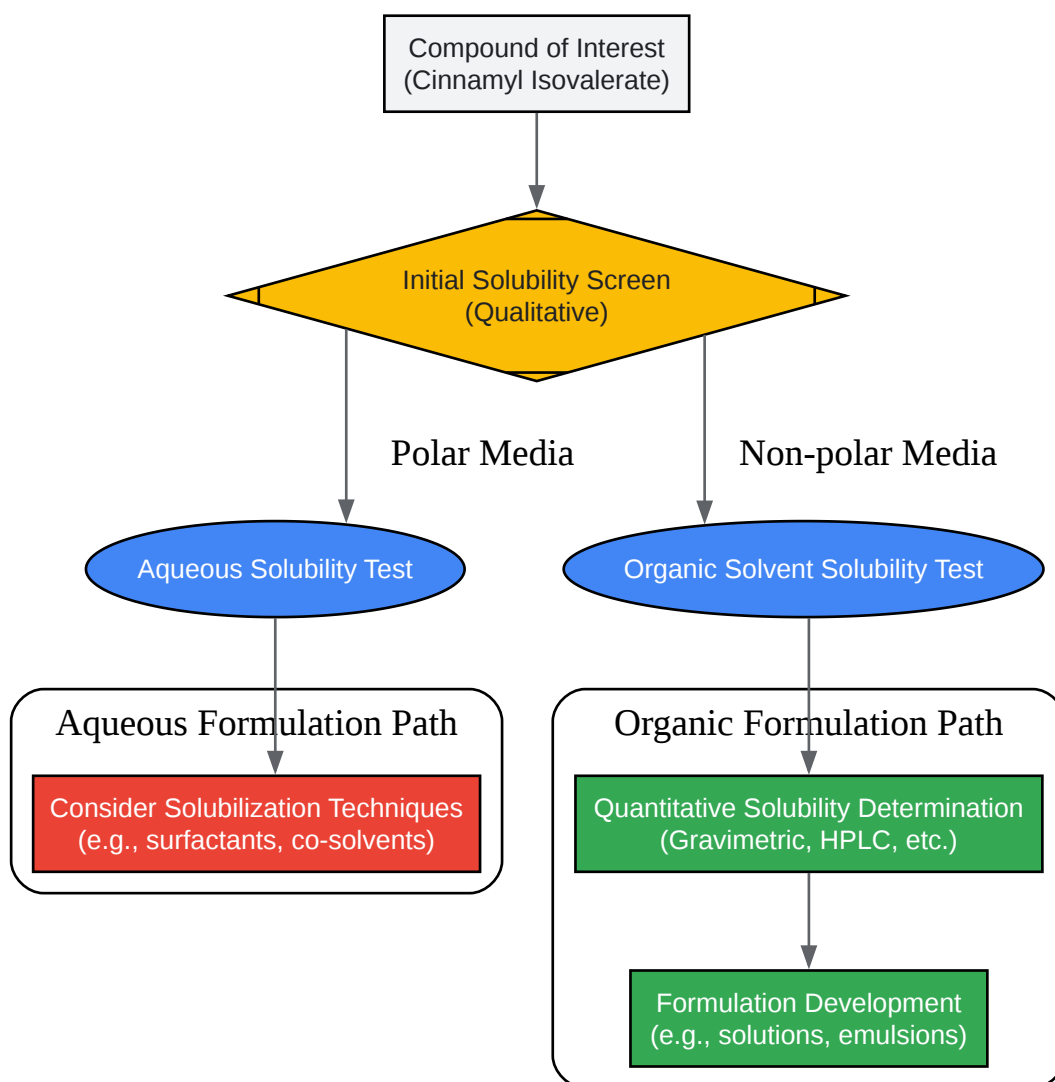 Compound of Interest
(Cinnamyl Isovalerate)
Initial Solubility Screen
(Qualitative)
Polar Media
Non-polar Media
Aqueous Solubility Test
Organic Solvent Solubility Test
Aqueous Formulation Path
Organic Formulation Path
Consider Solubilization Techniques
(e.g., surfactants, co-solvents)
Quantitative Solubility Determination
(Gravimetric, HPLC, etc.)
Formulation Development
(e.g., solutions, emulsions)